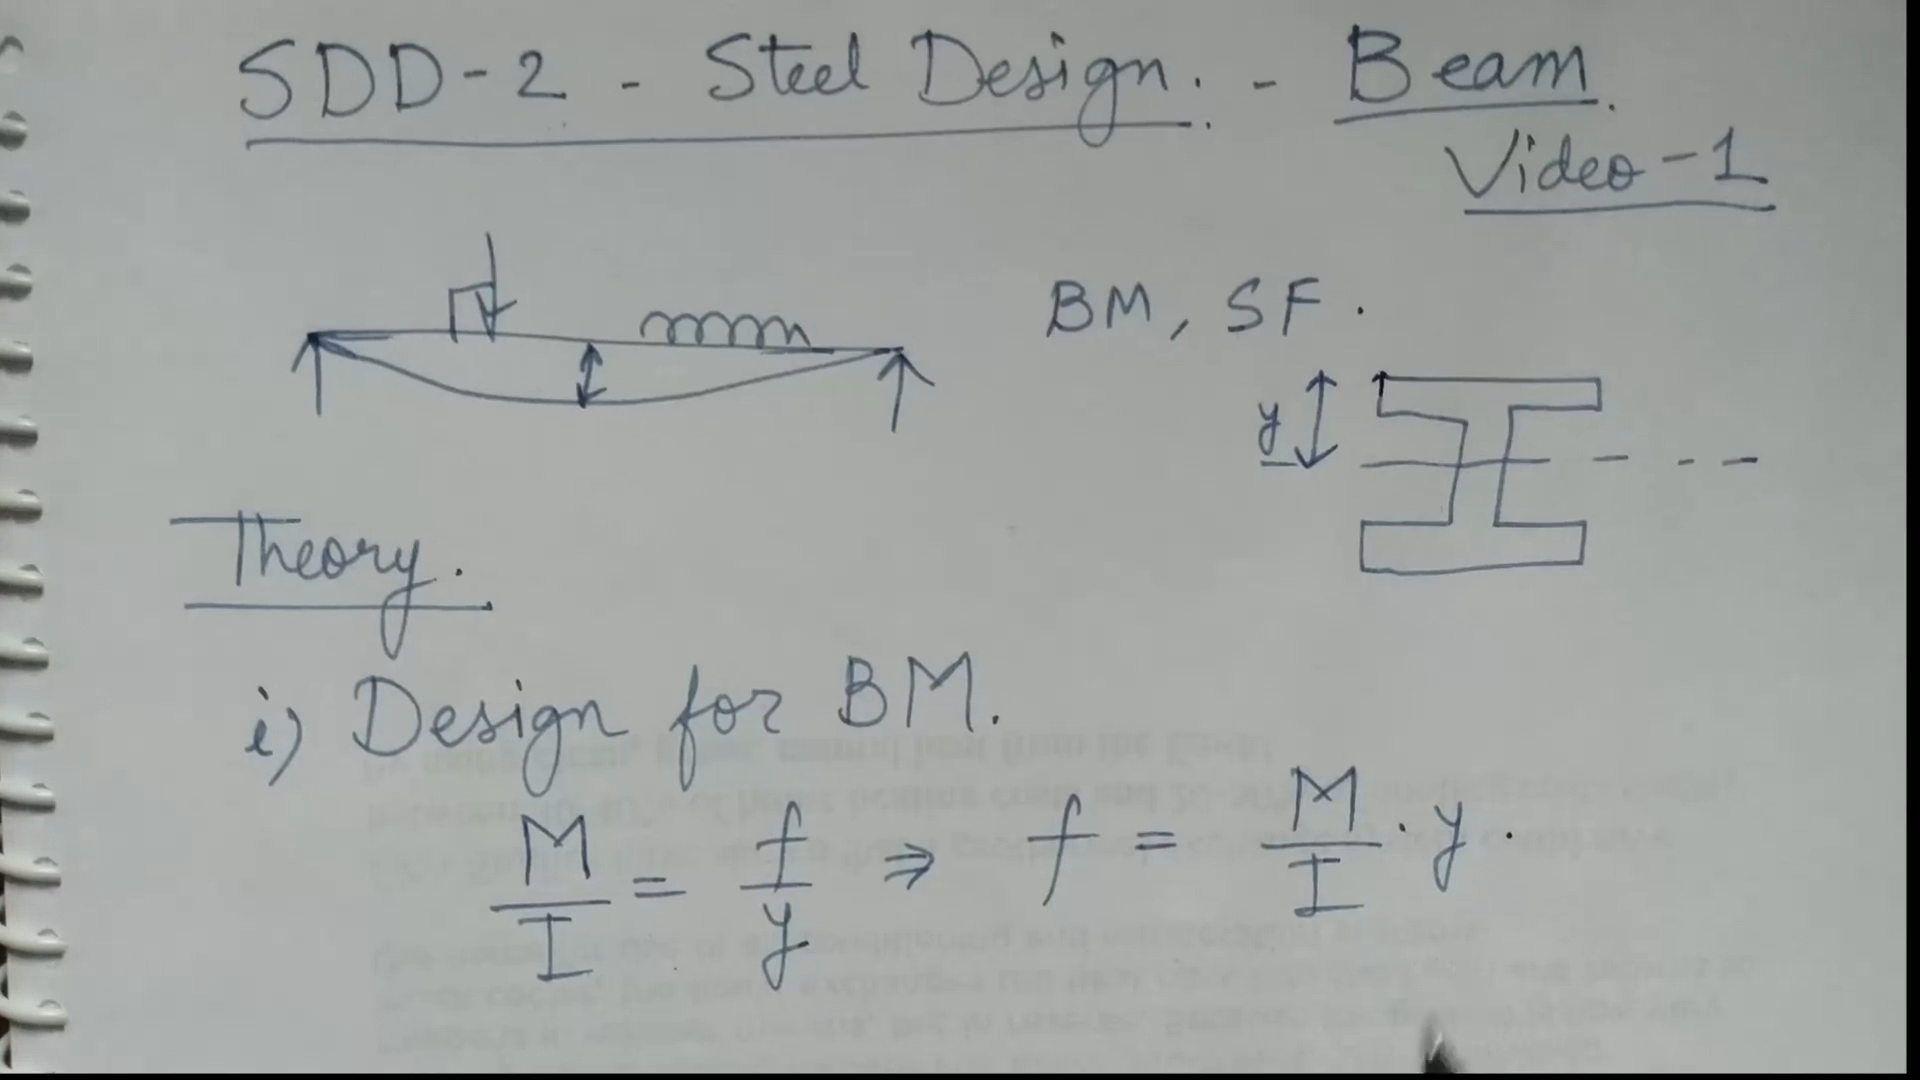 SDD-2 - Steel Design. - Beam.
Video-1
BM, SF.
y
Theory.
i) Design for BM.
M/I = f/y ⇒ f = M/I · y.